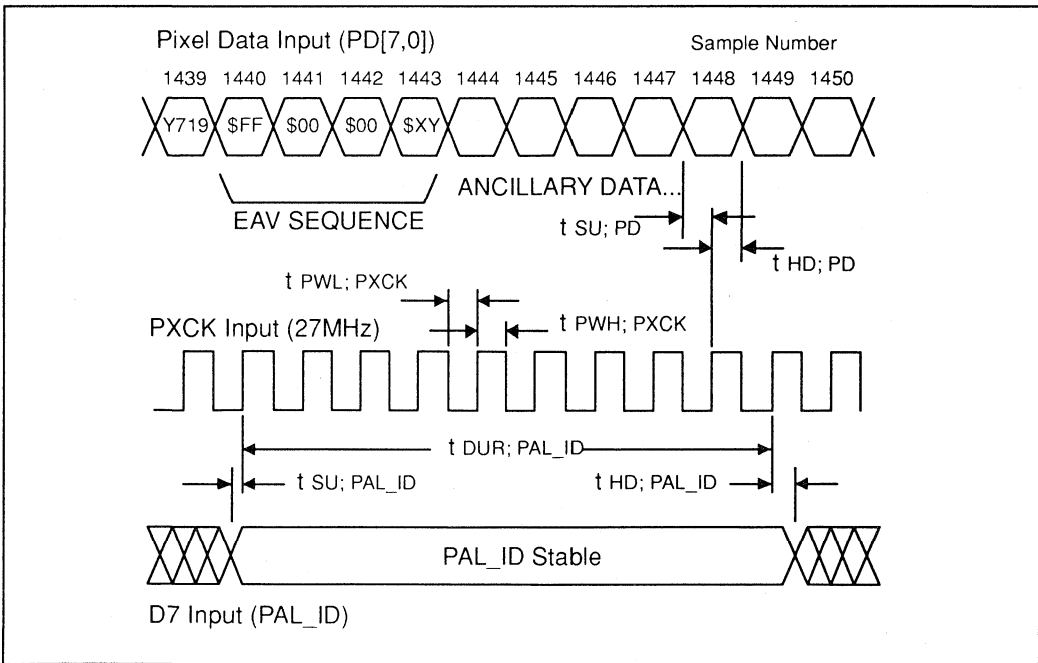 Pixel Data Input (PD[7,0])
Sample Number
1439 1440 1441 1442 1443 1444 1445 1446 1447 1448 1449 1450
Y719 $FF $00 $00 $XY
EAV SEQUENCE
ANCILLARY DATA...
t SU; PD
t HD; PD
t PWL; PXCK
t PWH; PXCK
PXCK Input (27MHz)
t DUR; PAL_ID
t SU; PAL_ID
t HD; PAL_ID
PAL_ID Stable
D7 Input (PAL_ID)